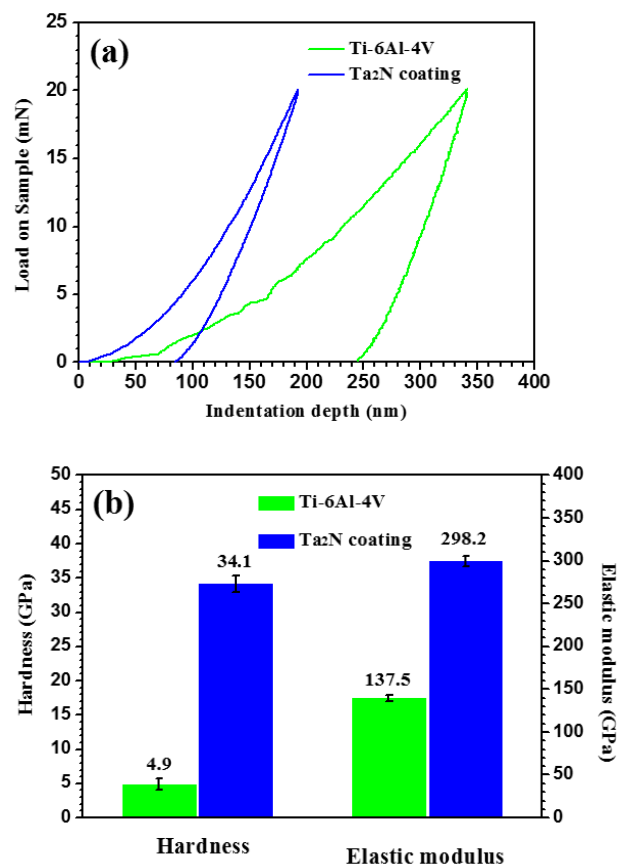 (a)
Ti-6Al-4V
Ta₂N coating
Load on Sample (mN)
25
20
15
10
5
0
0 50 100 150 200 250 300 350 400
Indentation depth (nm)
(b)
Ti-6Al-4V
Ta₂N coating
Hardness (GPa)
50
45
40
35
30
25
20
15
10
5
0
4.9
34.1
137.5
298.2
400
350
300
250
200
150
100
50
0
Elastic modulus (GPa)
Hardness
Elastic modulus